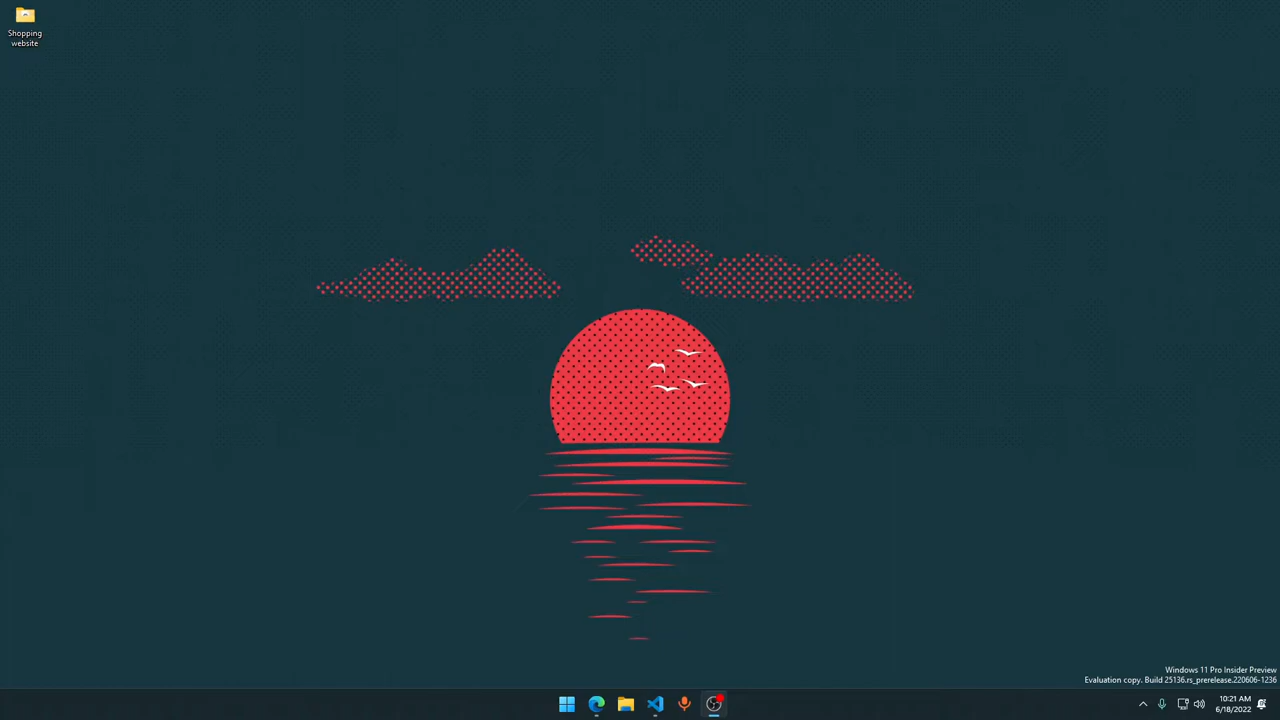 Shopping
website
Windows 11 Pro Insider Preview
Evaluation copy. Build 25136.rs_prerelease.220606-1236
10:21 AM
6/18/2022